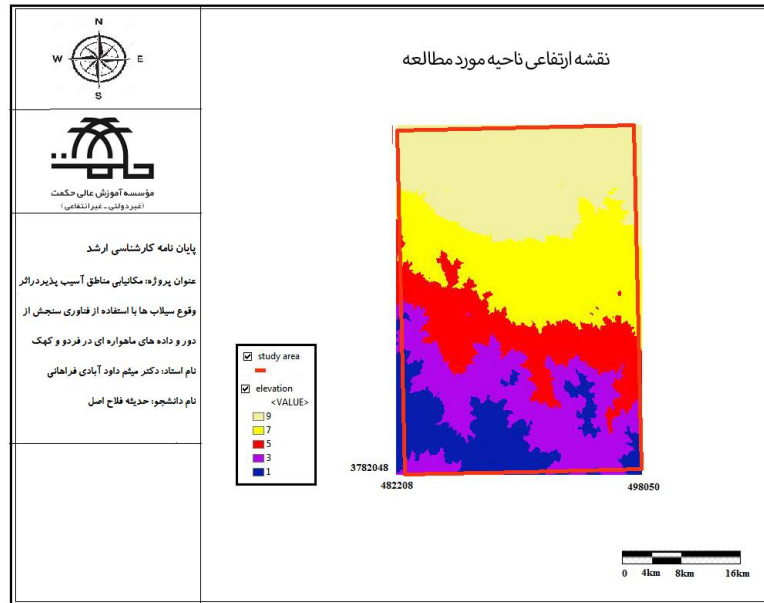 N
W E
S
حکمت
مؤسسه آموزش عالی حکمت
(غیردولتی - غیرانتفاعی)
پایان نامه کارشناسی ارشد
عنوان پروژه: مکانیابی مناطق آسیب پذیردراثر
وقوع سیلاب ها با استفاده از فناوری سنجش از
دور و داده های ماهواره ای در فردو و کهک
نام استاد: دکتر میثم داود آبادی فراهانی
نام دانشجو: حدیثه فلاح اصل
نقشه ارتفاعی ناحیه مورد مطالعه
study area
elevation
<VALUE>
9
7
5
3
1
3782048
482208
498050
0 4km 8km 16km